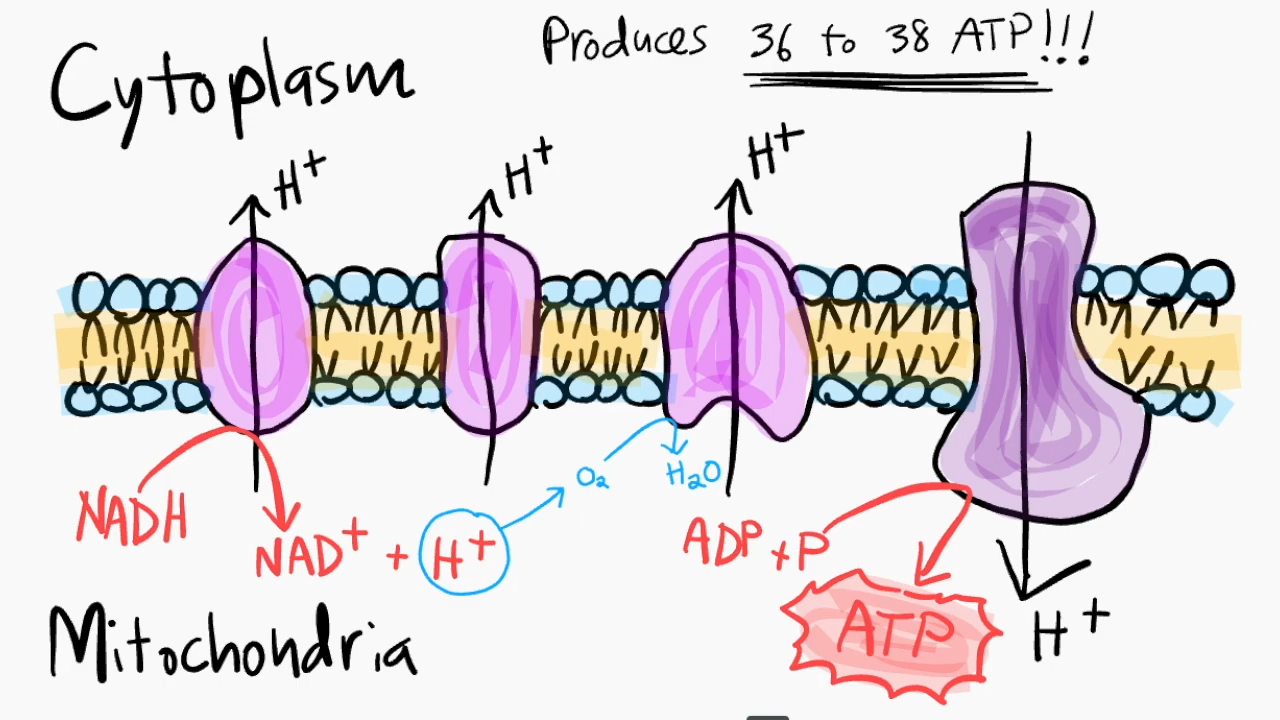 Produces 36 to 38 ATP!!!
Cytoplasm
H+
H+
H+
NADH
NAD+ + H+
O2
H2O
ADP + P
ATP
H+
Mitochondria